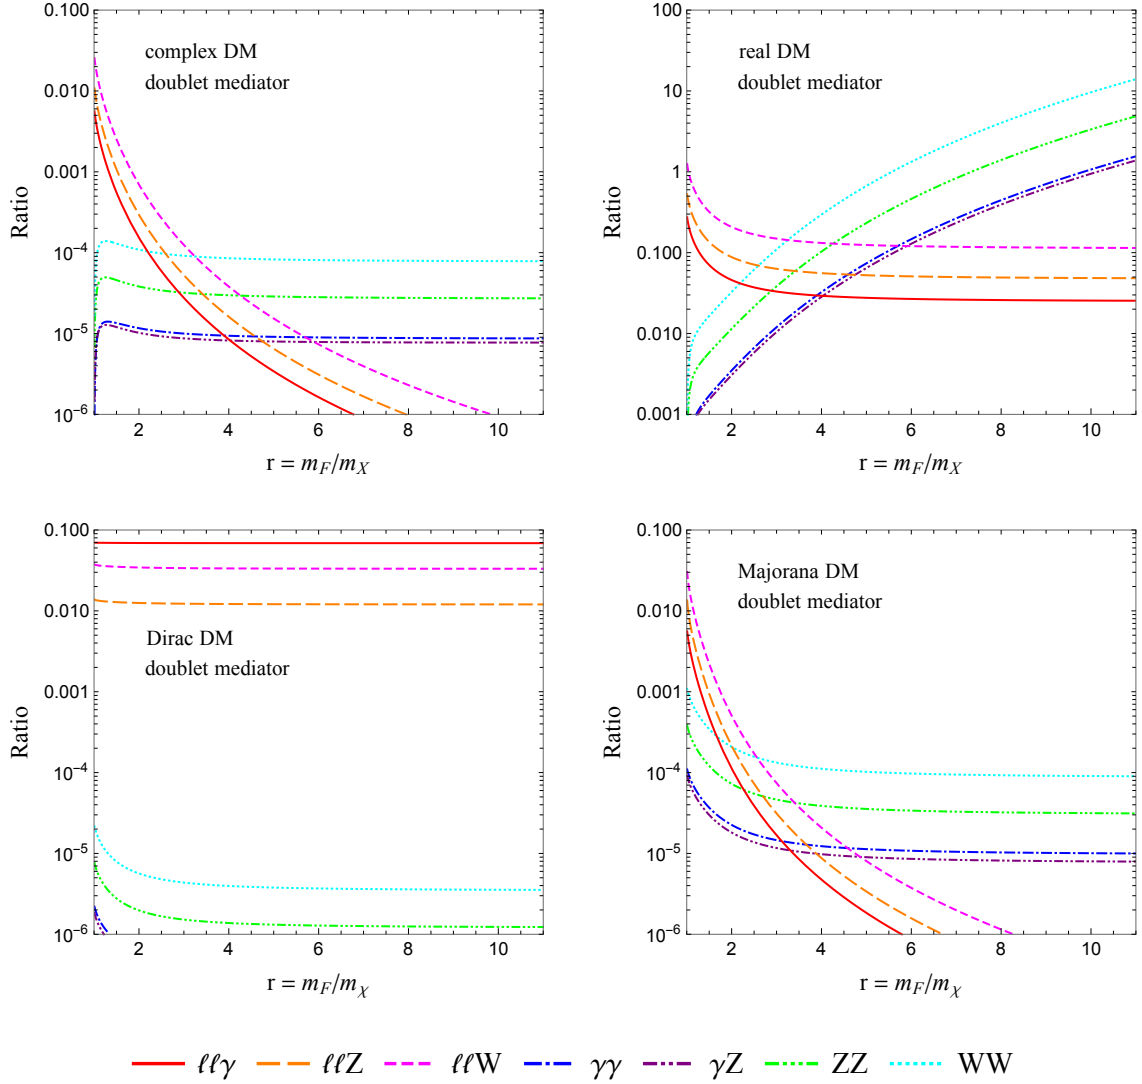 0.100
0.010
0.001
10⁻⁴
10⁻⁵
10⁻⁶
Ratio
complex DM
doublet mediator
2 4 6 8 10
r = m_F/m_X
100
10
1
0.100
0.010
0.001
Ratio
real DM
doublet mediator
2 4 6 8 10
r = m_F/m_X
0.100
0.010
0.001
10⁻⁴
10⁻⁵
10⁻⁶
Ratio
Dirac DM
doublet mediator
2 4 6 8 10
r = m_F/m_χ
0.100
0.010
0.001
10⁻⁴
10⁻⁵
10⁻⁶
Ratio
Majorana DM
doublet mediator
2 4 6 8 10
r = m_F/m_χ
ℓℓγ ℓℓZ ℓℓW γγ γZ ZZ WW